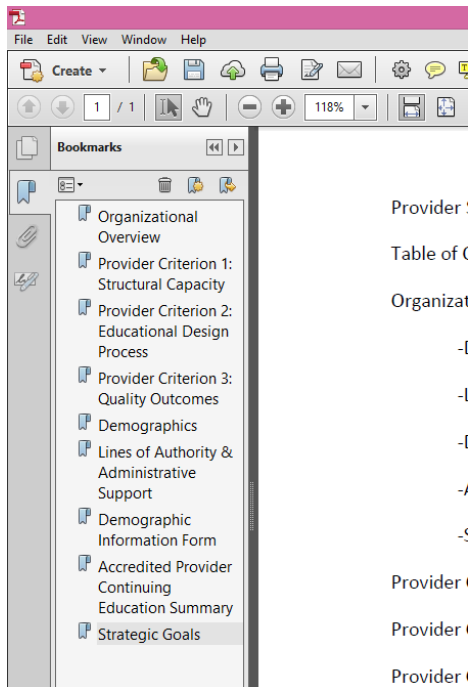 File Edit View Window Help
Create
1 / 1 118%
Bookmarks
Organizational
Overview
Provider Criterion 1:
Structural Capacity
Provider Criterion 2:
Educational Design
Process
Provider Criterion 3:
Quality Outcomes
Demographics
Lines of Authority &
Administrative
Support
Demographic
Information Form
Accredited Provider
Continuing
Education Summary
Strategic Goals
Provider
Table of
Organizat
-D
-L
-D
-A
-S
Provider
Provider
Provider